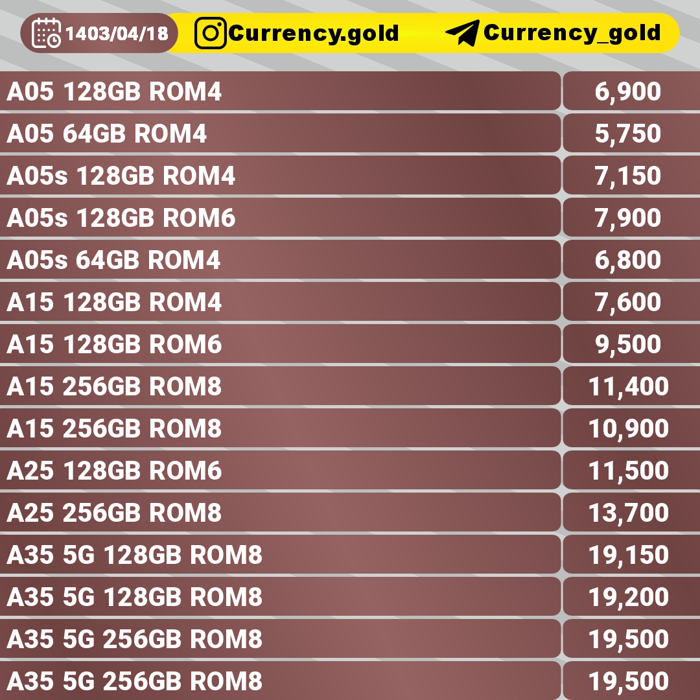 1403/04/18 Currency.gold Currency_gold
A05 128GB ROM4 6,900
A05 64GB ROM4 5,750
A05s 128GB ROM4 7,150
A05s 128GB ROM6 7,900
A05s 64GB ROM4 6,800
A15 128GB ROM4 7,600
A15 128GB ROM6 9,500
A15 256GB ROM8 11,400
A15 256GB ROM8 10,900
A25 128GB ROM6 11,500
A25 256GB ROM8 13,700
A35 5G 128GB ROM8 19,150
A35 5G 128GB ROM8 19,200
A35 5G 256GB ROM8 19,500
A35 5G 256GB ROM8 19,500